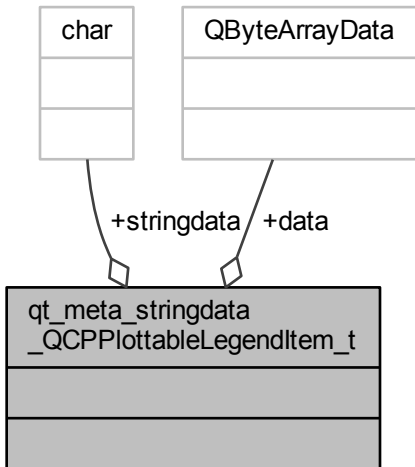 char
QByteArrayData
+stringdata
+data
qt_meta_stringdata
_QCPPlottableLegendItem_t